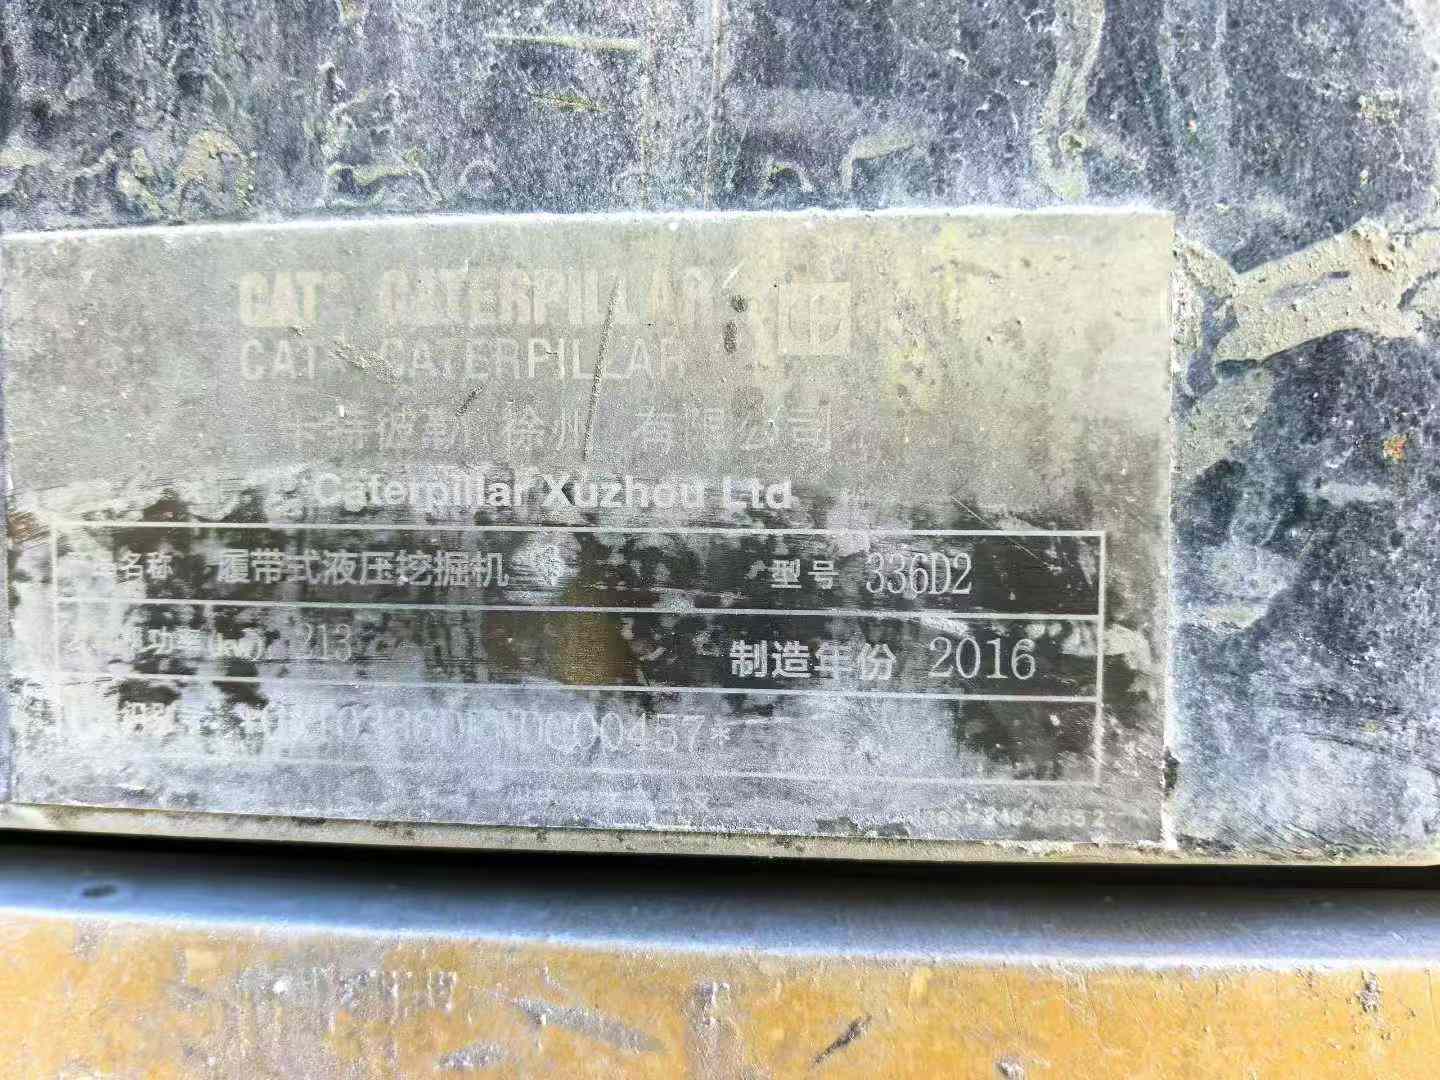 CAT CATERPILLAR
CAT CATERPILLAR
卡特彼勒 徐州 有限公司
Caterpillar Xuzhou Ltd
名称 履带式液压挖掘机 型号 336D2
功率(kw) 213 制造年份 2016
0000457*